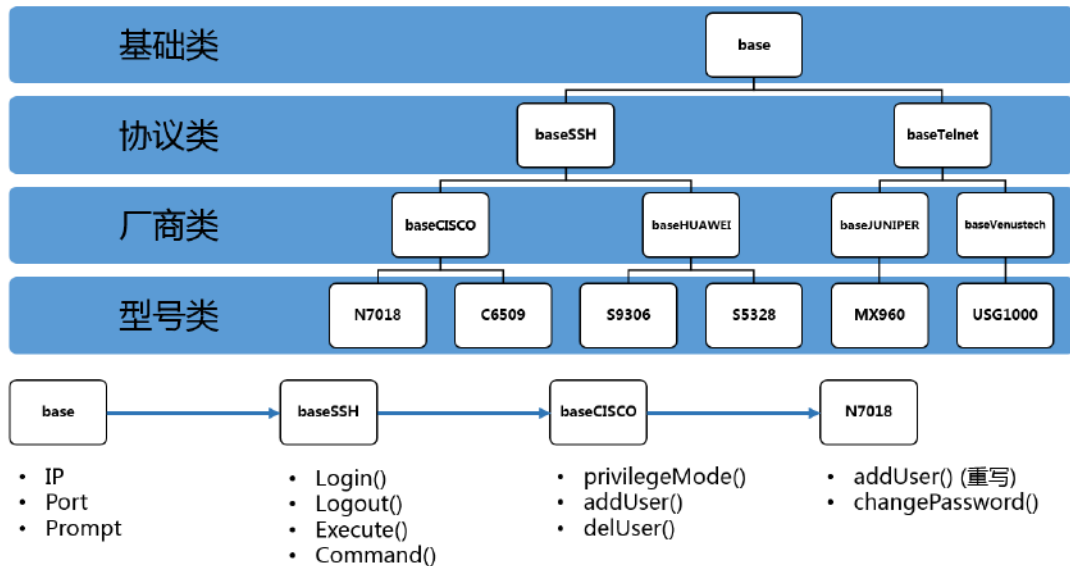 基础类
base
协议类
baseSSH
baseTelnet
厂商类
baseCISCO
baseHUAWEI
baseJUNIPER
baseVenustech
型号类
N7018
C6509
S9306
S5328
MX960
USG1000
base
baseSSH
baseCISCO
N7018
• IP
• Port
• Prompt
• Login()
• Logout()
• Execute()
• Command()
• privilegeMode()
• addUser()
• delUser()
• addUser() (重写)
• changePassword()